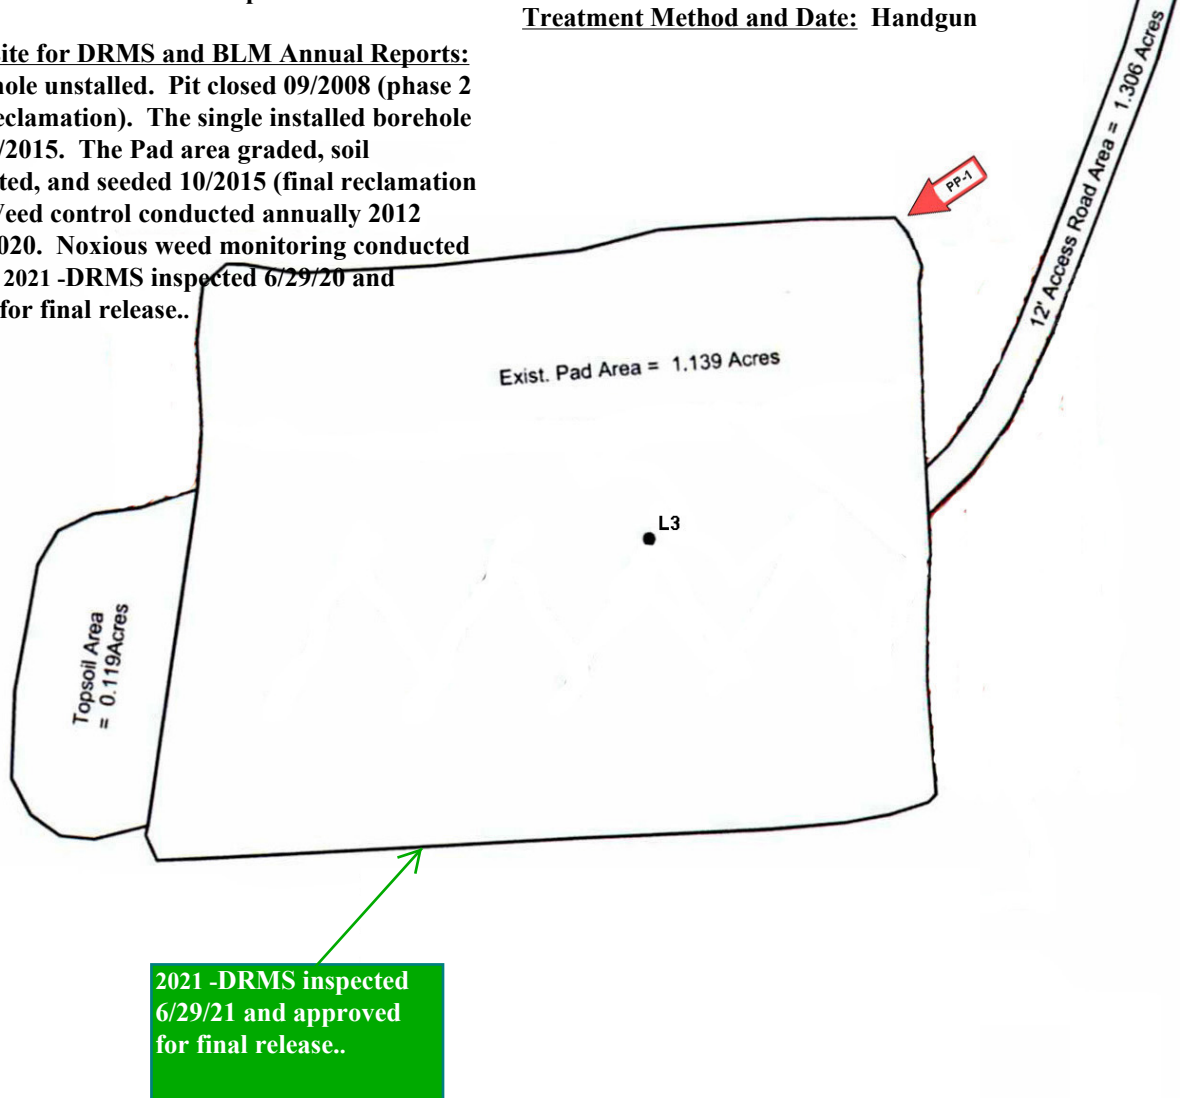 Treatment Method and Date: Handgun
ite for DRMS and BLM Annual Reports:
ole unstalled. Pit closed 09/2008 (phase 2
eclamation). The single installed borehole
/2015. The Pad area graded, soil
ted, and seeded 10/2015 (final reclamation
eed control conducted annually 2012
020. Noxious weed monitoring conducted
2021 -DRMS inspected 6/29/20 and
for final release..
PP-1
12' Access Road Area = 1.306 Acres
Exist. Pad Area = 1.139 Acres
L3
Topsoil Area
= 0.119Acres
2021 -DRMS inspected
6/29/21 and approved
for final release..